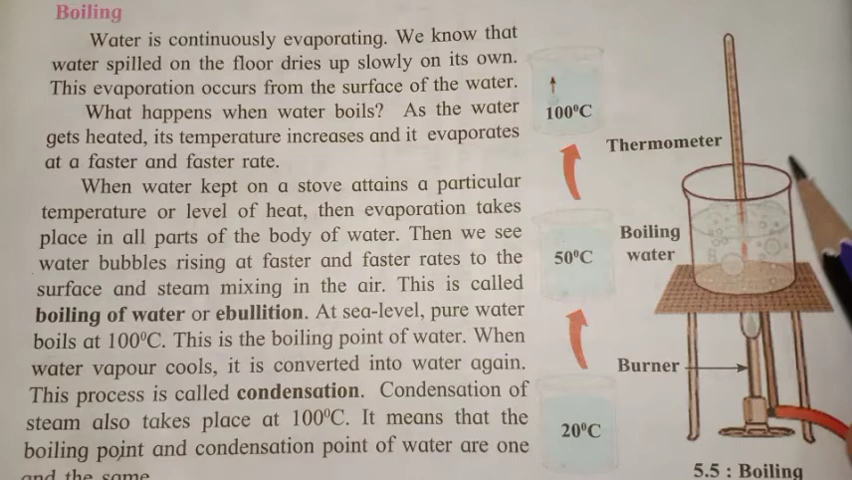 Boiling
Water is continuously evaporating. We know that
water spilled on the floor dries up slowly on its own.
This evaporation occurs from the surface of the water.
What happens when water boils? As the water
gets heated, its temperature increases and it evaporates
at a faster and faster rate.
When water kept on a stove attains a particular
temperature or level of heat, then evaporation takes
place in all parts of the body of water. Then we see
water bubbles rising at faster and faster rates to the
surface and steam mixing in the air. This is called
boiling of water or ebullition. At sea-level, pure water
boils at 100⁰C. This is the boiling point of water. When
water vapour cools, it is converted into water again.
This process is called condensation. Condensation of
steam also takes place at 100⁰C. It means that the
boiling point and condensation point of water are one
and the same
100⁰C
50⁰C
20⁰C
Thermometer
Boiling
water
Burner
5.5 : Boiling